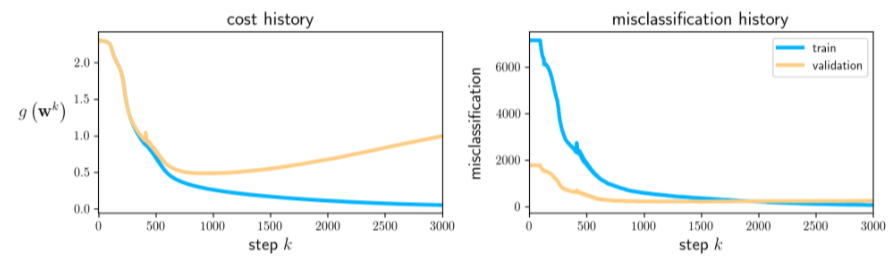 cost history
2.0
1.5
1.0
0.5
0.0
g (w^k)
0 500 1000 1500 2000 2500 3000
step k
misclassification history
6000
4000
2000
0
misclassification
train
validation
0 500 1000 1500 2000 2500 3000
step k